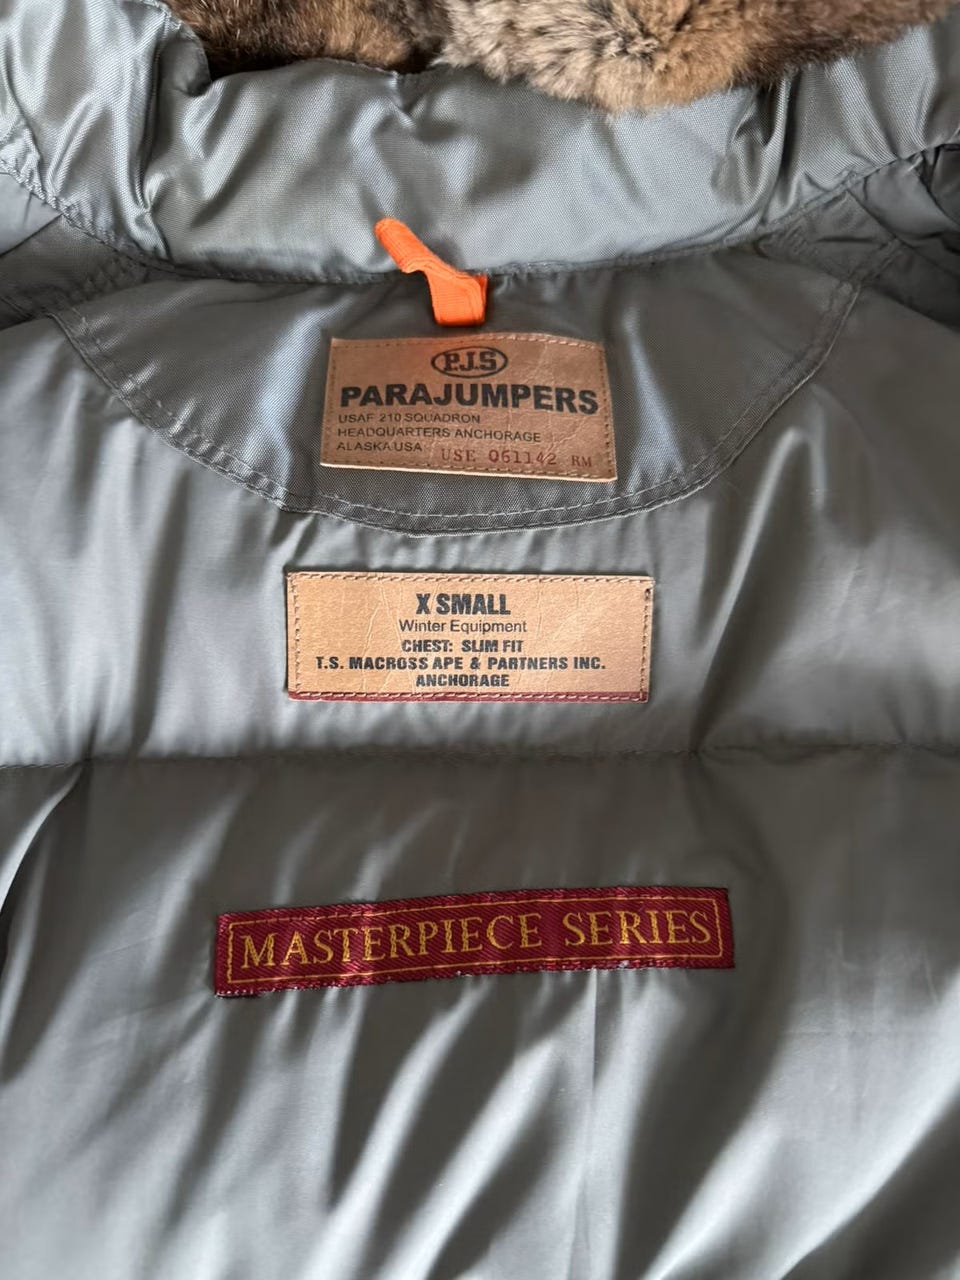 P.J.S
PARAJUMPERS
USAF 210 SQUADRON
HEADQUARTERS ANCHORAGE
ALASKA USA USE 061142 RM
X SMALL
Winter Equipment
CHEST: SLIM FIT
T.S. MACROSS APE & PARTNERS INC.
ANCHORAGE
MASTERPIECE SERIES